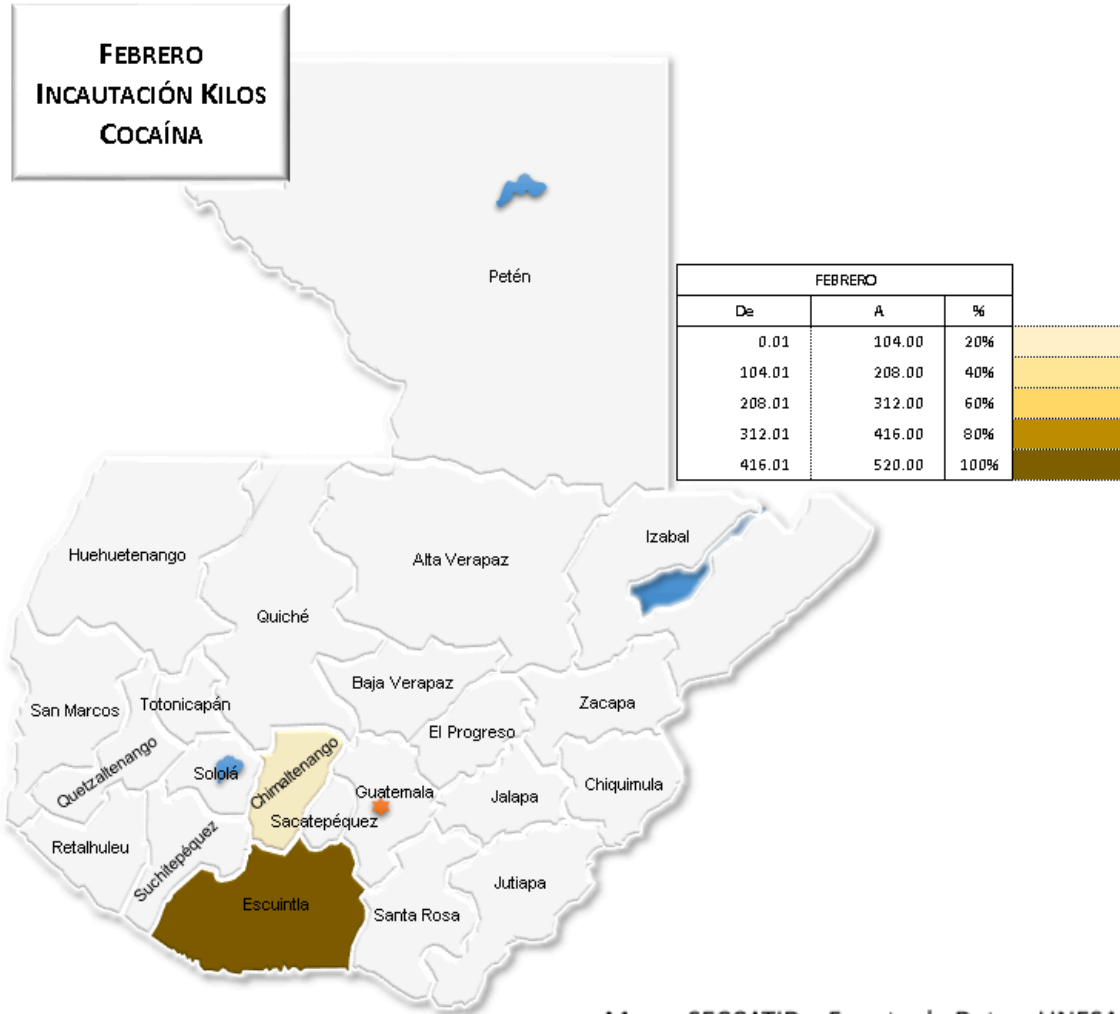 FEBRERO
INCAUTACIÓN KILOS
COCAÍNA
Petén
FEBRERO
De A %
0.01 104.00 20%
104.01 208.00 40%
208.01 312.00 60%
312.01 416.00 80%
416.01 520.00 100%
Izabal
Huehuetenango
Alta Verapaz
Quiché
Baja Verapaz
Zacapa
San Marcos
Totonicapán
El Progreso
Quetzaltenango
Sololá
Chimaltenango
Guatemala
Jalapa
Chiquimula
Sacatepéquez
Retalhuleu
Suchitepéquez
Jutiapa
Escuintla
Santa Rosa